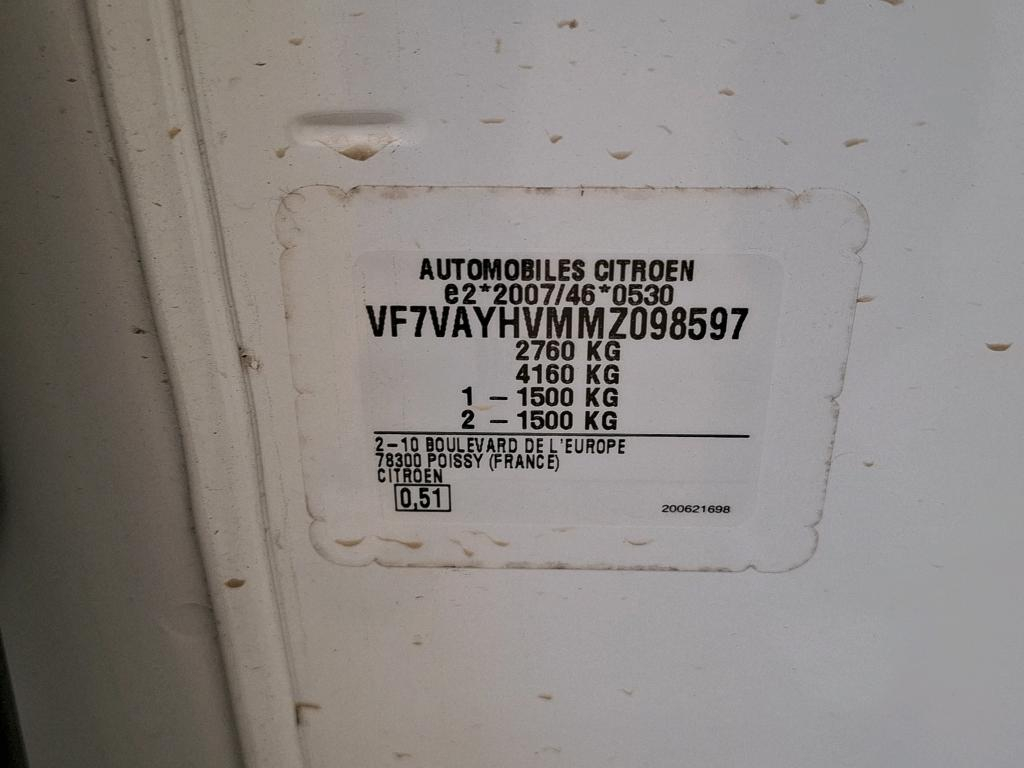 AUTOMOBILES CITROEN
e2*2007/46*0530
VF7VAYHVMMZ098597
2760 KG
4160 KG
1 - 1500 KG
2 - 1500 KG
2-10 BOULEVARD DE L'EUROPE
78300 POISSY (FRANCE)
CITROEN
0,51
200621698